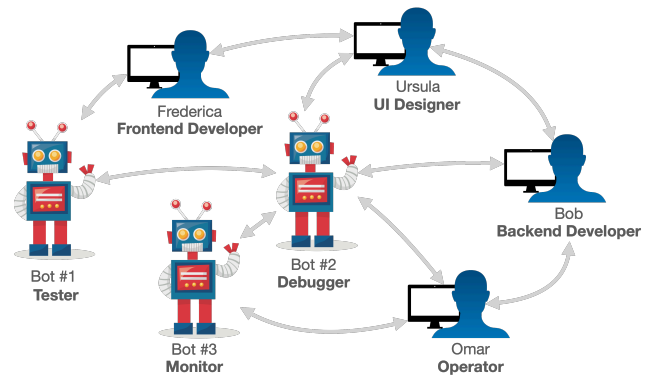 Ursula
UI Designer
Frederica
Frontend Developer
Bob
Backend Developer
Bot #1
Tester
Bot #2
Debugger
Bot #3
Monitor
Omar
Operator